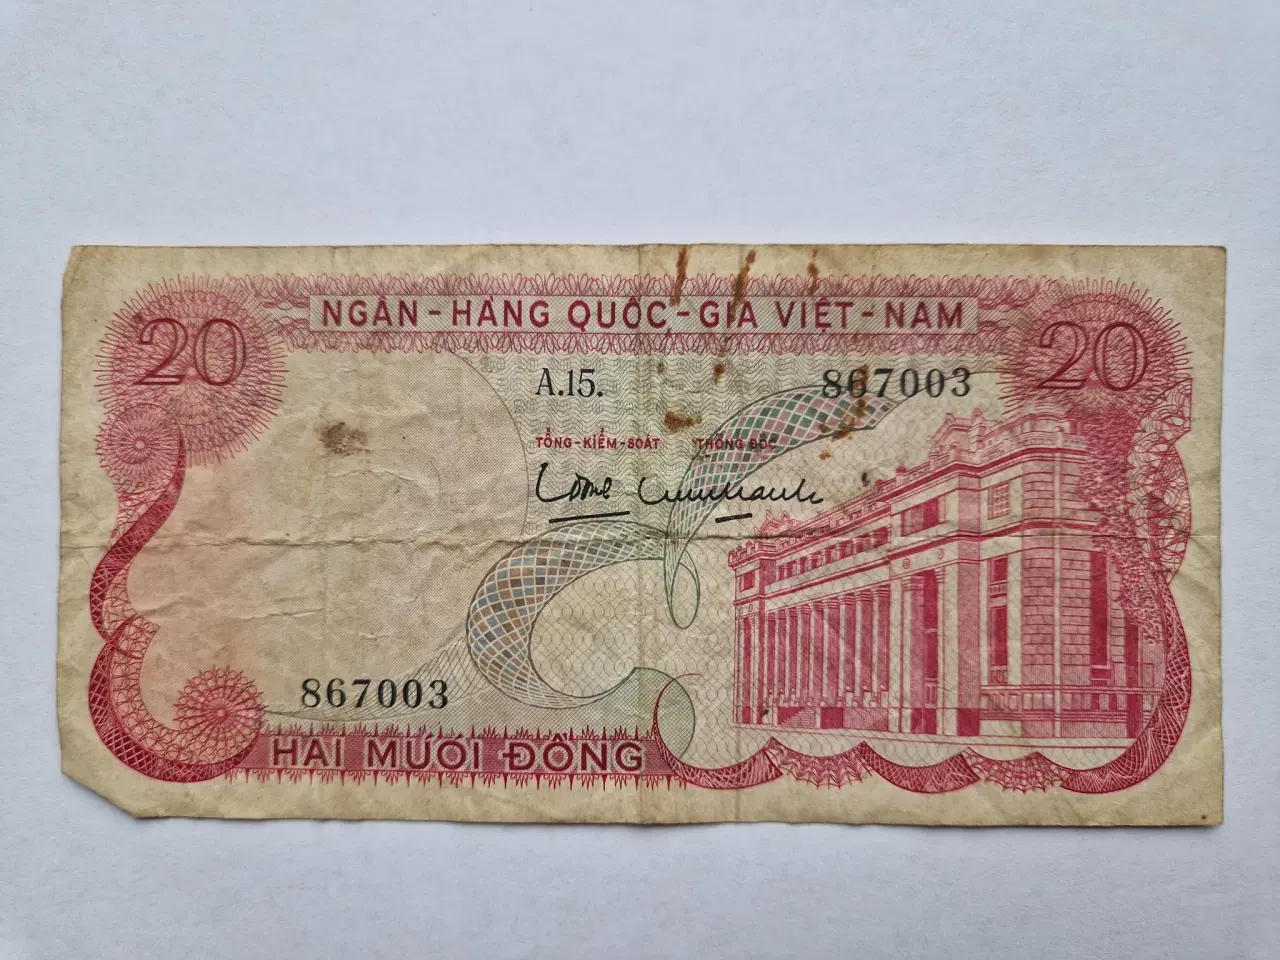 NGÂN-HÀNG QUỐC-GIA VIỆT-NAM
20
20
A.15.
867003
TỔNG-KIỂM-SOÁT THỐNG ĐỐC
867003
HAI MƯƠI ĐỒNG